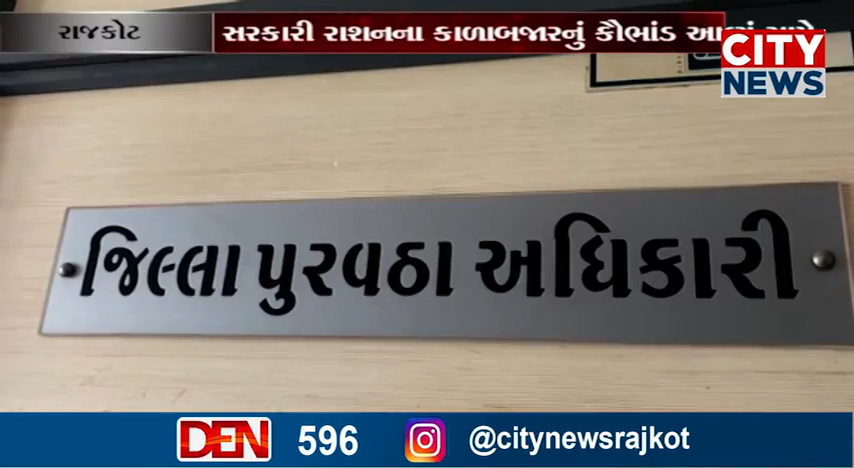 રાજકોટ
સરકારી રાશનના કાળાબજારનું કૌભાંડ
CITY
NEWS
જિલ્લા પુરવઠા અધિકારી
DEN 596 @citynewsrajkot